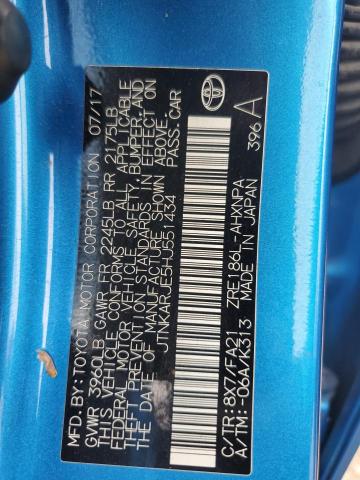 MFD. BY: TOYOTA MOTOR CORPORATION 07/17
GVWR 3960LB GAWR FR 2245LB RR 2175LB
THIS VEHICLE CONFORMS TO ALL APPLICABLE
FEDERAL MOTOR VEHICLE SAFETY, BUMPER, AND
THEFT PREVENTION STANDARDS IN EFFECT ON
THE DATE OF MANUFACTURE SHOWN ABOVE.
JTNKARJE5HJ551434 PASS. CAR
C/TR: 8X7/FA21 ZRE186L-AHXNPA
A/TM: -06A/K313 MADE IN JAPAN
396 A